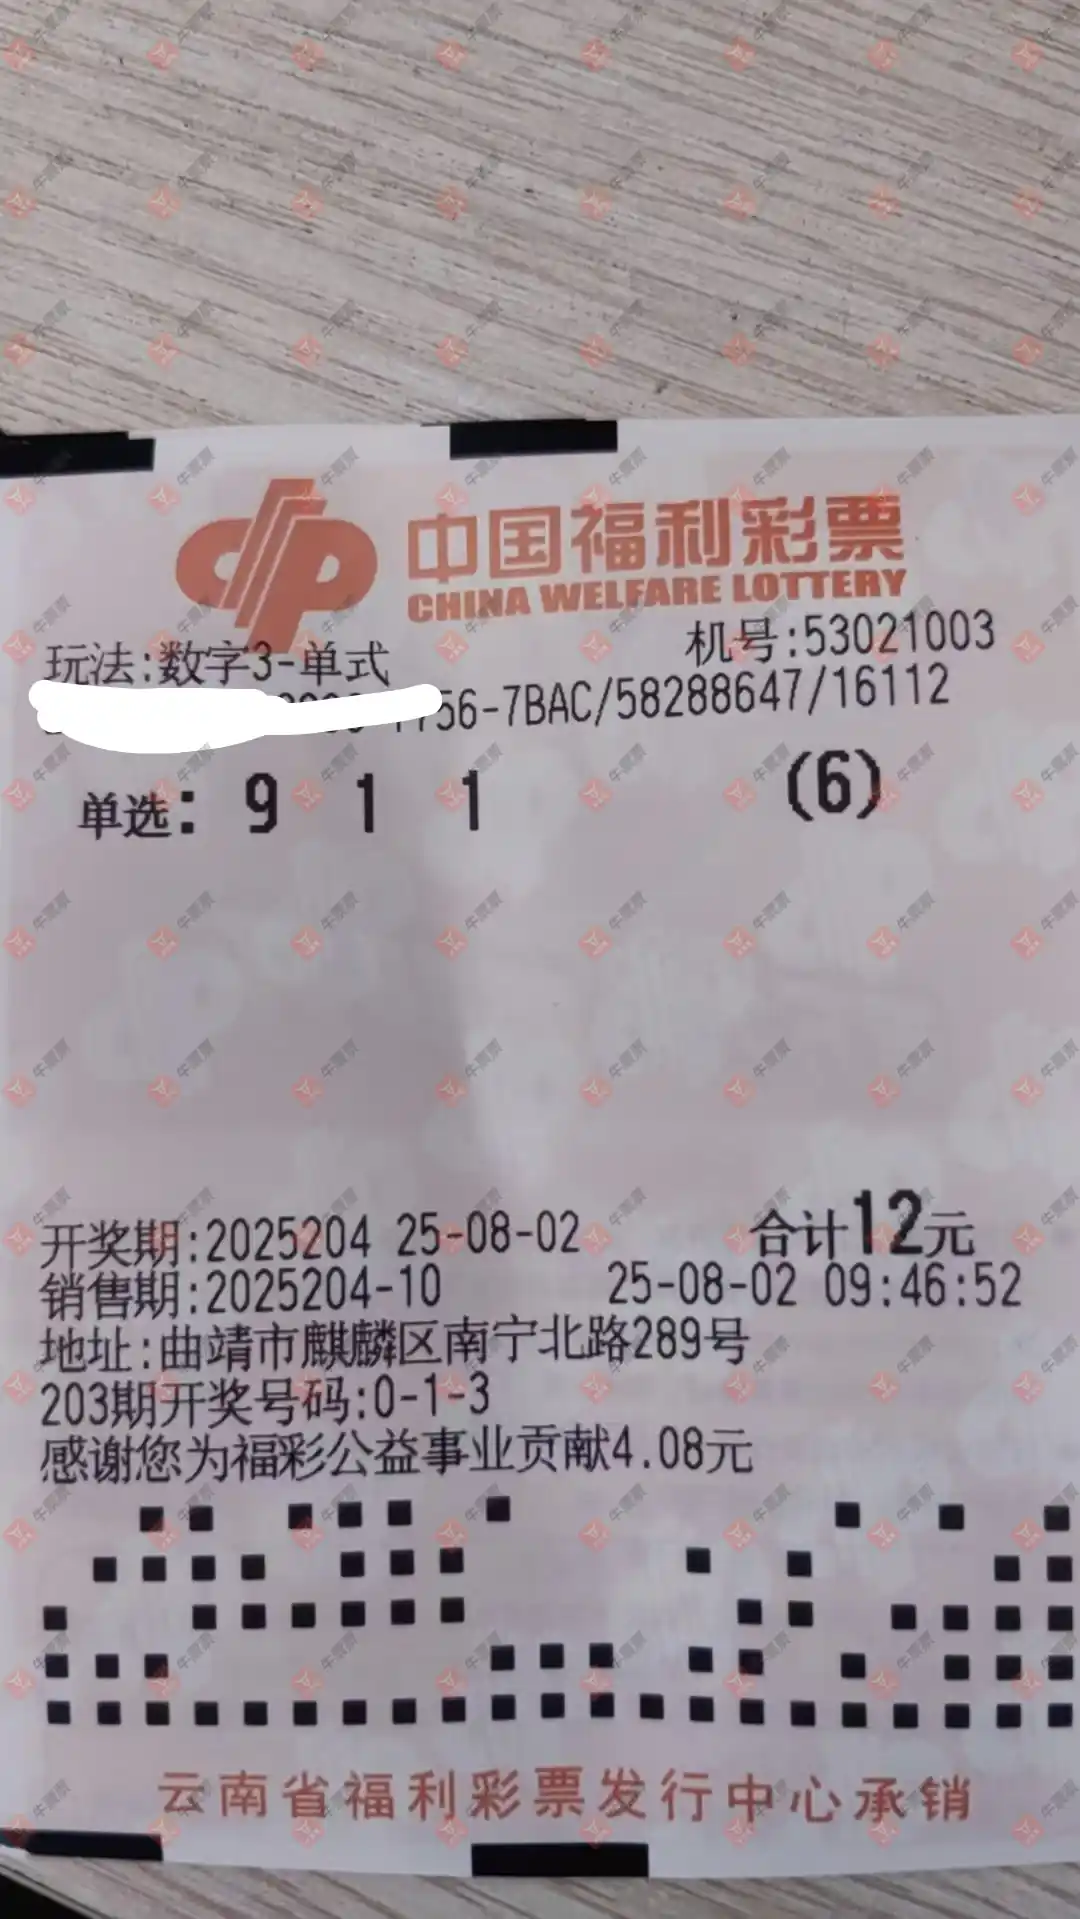 中国福利彩票
CHINA WELFARE LOTTERY
玩法:数字3-单式
机号:53021003
56-7BAC/58288647/16112
单选: 9 1 1 (6)
开奖期:2025204 25-08-02 合计12元
销售期:2025204-10 25-08-02 09:46:52
地址:曲靖市麒麟区南宁北路289号
203期开奖号码:0-1-3
感谢您为福彩公益事业贡献4.08元
云南省福利彩票发行中心承销